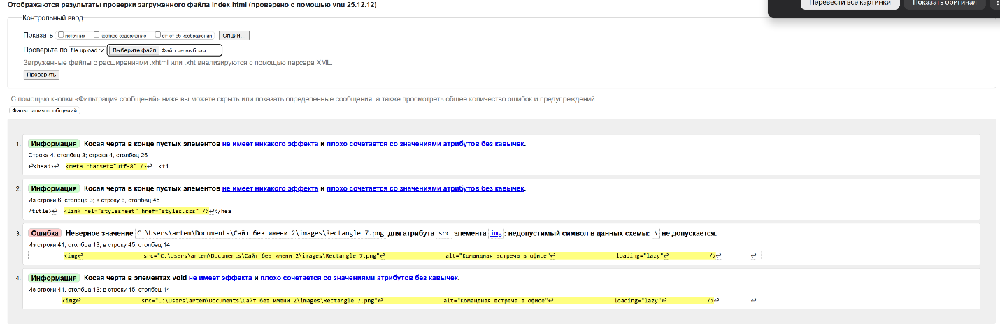 Отображаются результаты проверки загруженного файла index.html (проверено с помощью vnu 25.12.12)
Перевести все картинки Показать оригинал
Контрольный ввод
Показать источник краткое содержание отчёт об изображении Опции...
Проверьте по file upload Выберите файл Файл не выбран
Загруженные файлы с расширениями .xhtml или .xht анализируются с помощью парсера XML.
Проверить
С помощью кнопки «Фильтрация сообщений» ниже вы можете скрыть или показать определенные сообщения, а также просмотреть общее количество ошибок и предупреждений.
Фильтрация сообщений
1. Информация Косая черта в конце пустых элементов не имеет никакого эффекта и плохо сочетается со значениями атрибутов без кавычек.
Строка 4, столбец 3; строка 4, столбец 26
↩<head>↩ <meta charset="utf-8" />↩ <ti
2. Информация Косая черта в конце пустых элементов не имеет никакого эффекта и плохо сочетается со значениями атрибутов без кавычек.
Из строки 6, столбца 3; в строку 6, столбец 45
/title>↩ <link rel="stylesheet" href="styles.css" />↩</hea
3. Ошибка Неверное значение C:\Users\artem\Documents\Сайт без имени 2\images\Rectangle 7.png для атрибута src элемента img: недопустимый символ в данных схемы: \ не допускается.
Из строки 41, столбца 13; в строку 45, столбец 14
<img↩ src="C:\Users\artem\Documents\Сайт без имени 2\images\Rectangle 7.png"↩ alt="Командная встреча в офисе"↩ loading="lazy"↩ />↩ ↩
4. Информация Косая черта в элементах void не имеет эффекта и плохо сочетается со значениями атрибутов без кавычек.
Из строки 41, столбца 13; в строку 45, столбец 14
<img↩ src="C:\Users\artem\Documents\Сайт без имени 2\images\Rectangle 7.png"↩ alt="Командная встреча в офисе"↩ loading="lazy"↩ />↩ ↩